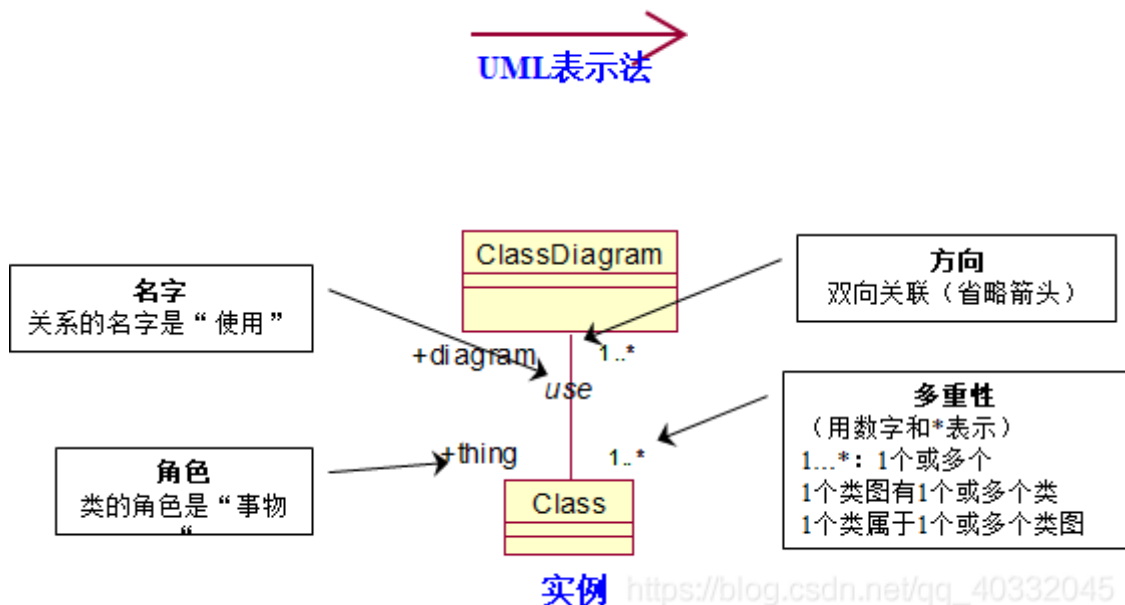 UML表示法
ClassDiagram
名字
关系的名字是“使用”
方向
双向关联（省略箭头）
+diagram
1..*
use
多重性
（用数字和*表示）
1...*: 1个或多个
1个类图有1个或多个类
1个类属于1个或多个类图
+thing
1..*
角色
类的角色是“事物
“
Class
实例
https://blog.csdn.net/qq_40332045